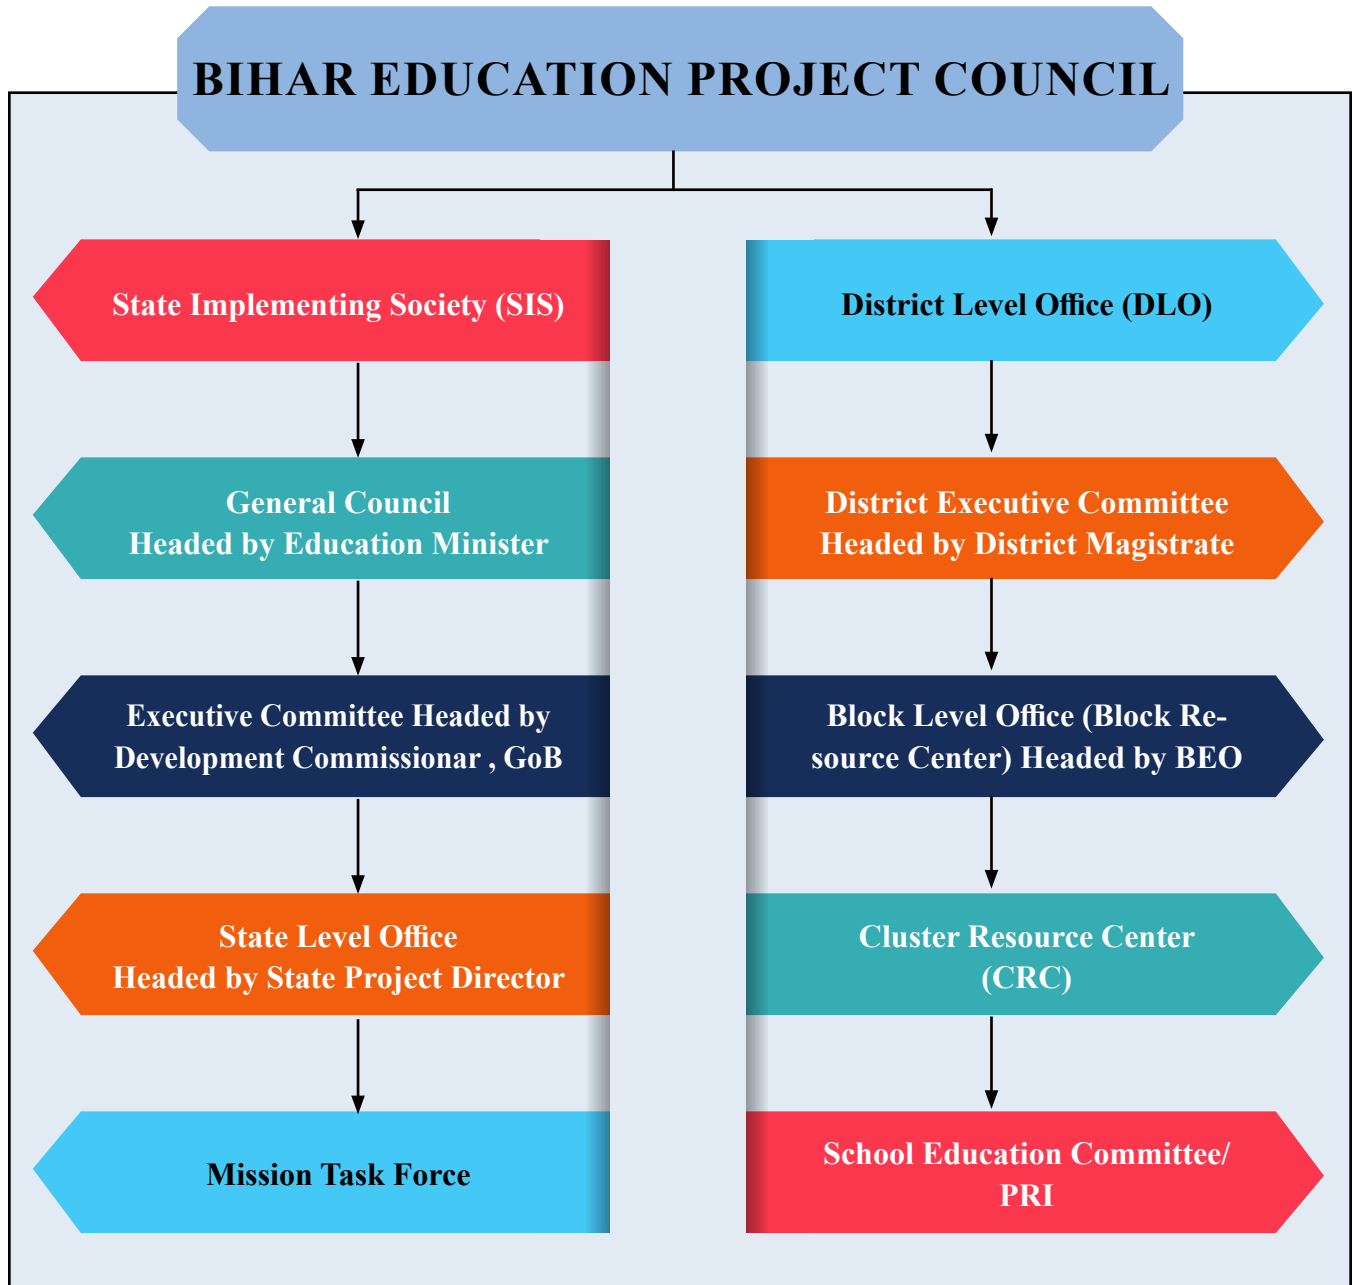 BIHAR EDUCATION PROJECT COUNCIL
State Implementing Society (SIS)
General Council
Headed by Education Minister
Executive Committee Headed by
Development Commissionar , GoB
State Level Office
Headed by State Project Director
Mission Task Force
District Level Office (DLO)
District Executive Committee
Headed by District Magistrate
Block Level Office (Block Re-
source Center) Headed by BEO
Cluster Resource Center
(CRC)
School Education Committee/
PRI